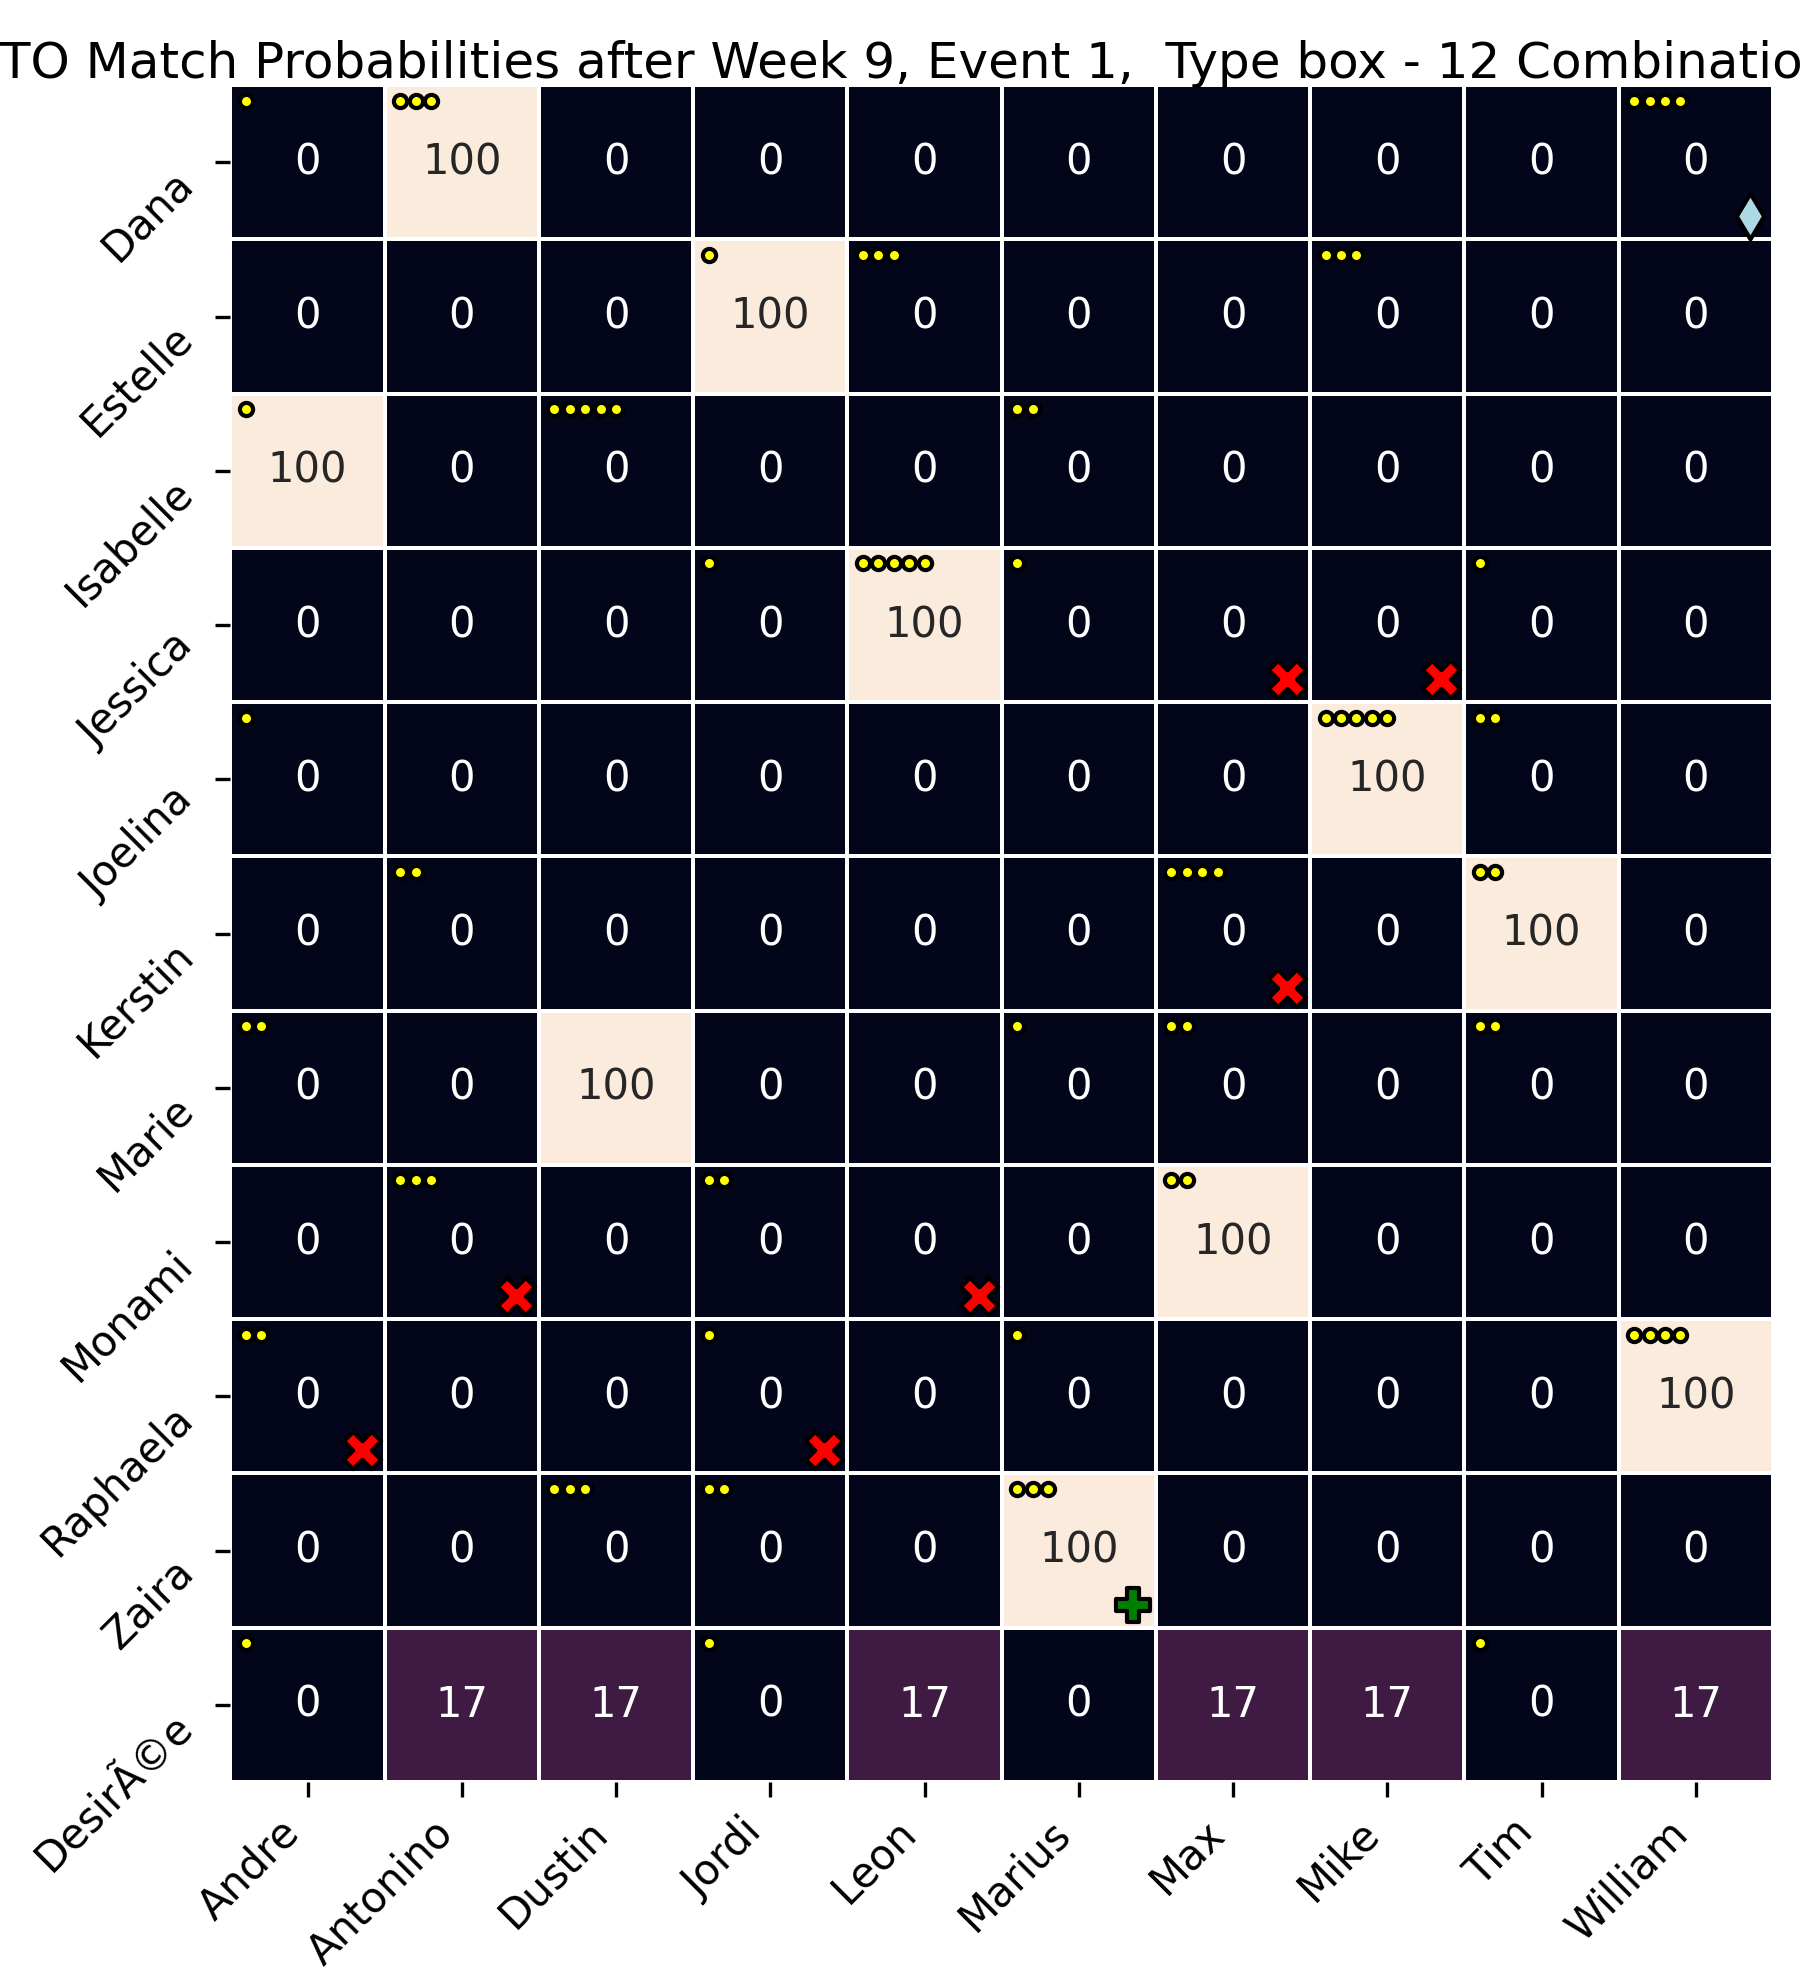 TO Match Probabilities after Week 9, Event 1,  Type box - 12 Combinatio
Dana 0 100 0 0 0 0 0 0 0 0
Estelle 0 0 0 100 0 0 0 0 0 0
Isabelle 100 0 0 0 0 0 0 0 0 0
Jessica 0 0 0 0 100 0 0 0 0 0
Joelina 0 0 0 0 0 0 0 100 0 0
Kerstin 0 0 0 0 0 0 0 0 100 0
Marie 0 0 100 0 0 0 0 0 0 0
Monami 0 0 0 0 0 0 100 0 0 0
Raphaela 0 0 0 0 0 0 0 0 0 100
Zaira 0 0 0 0 0 100 0 0 0 0
DesirÃ©e 0 17 17 0 17 0 17 17 0 17
Andre Antonino Dustin Jordi Leon Marius Max Mike Tim William